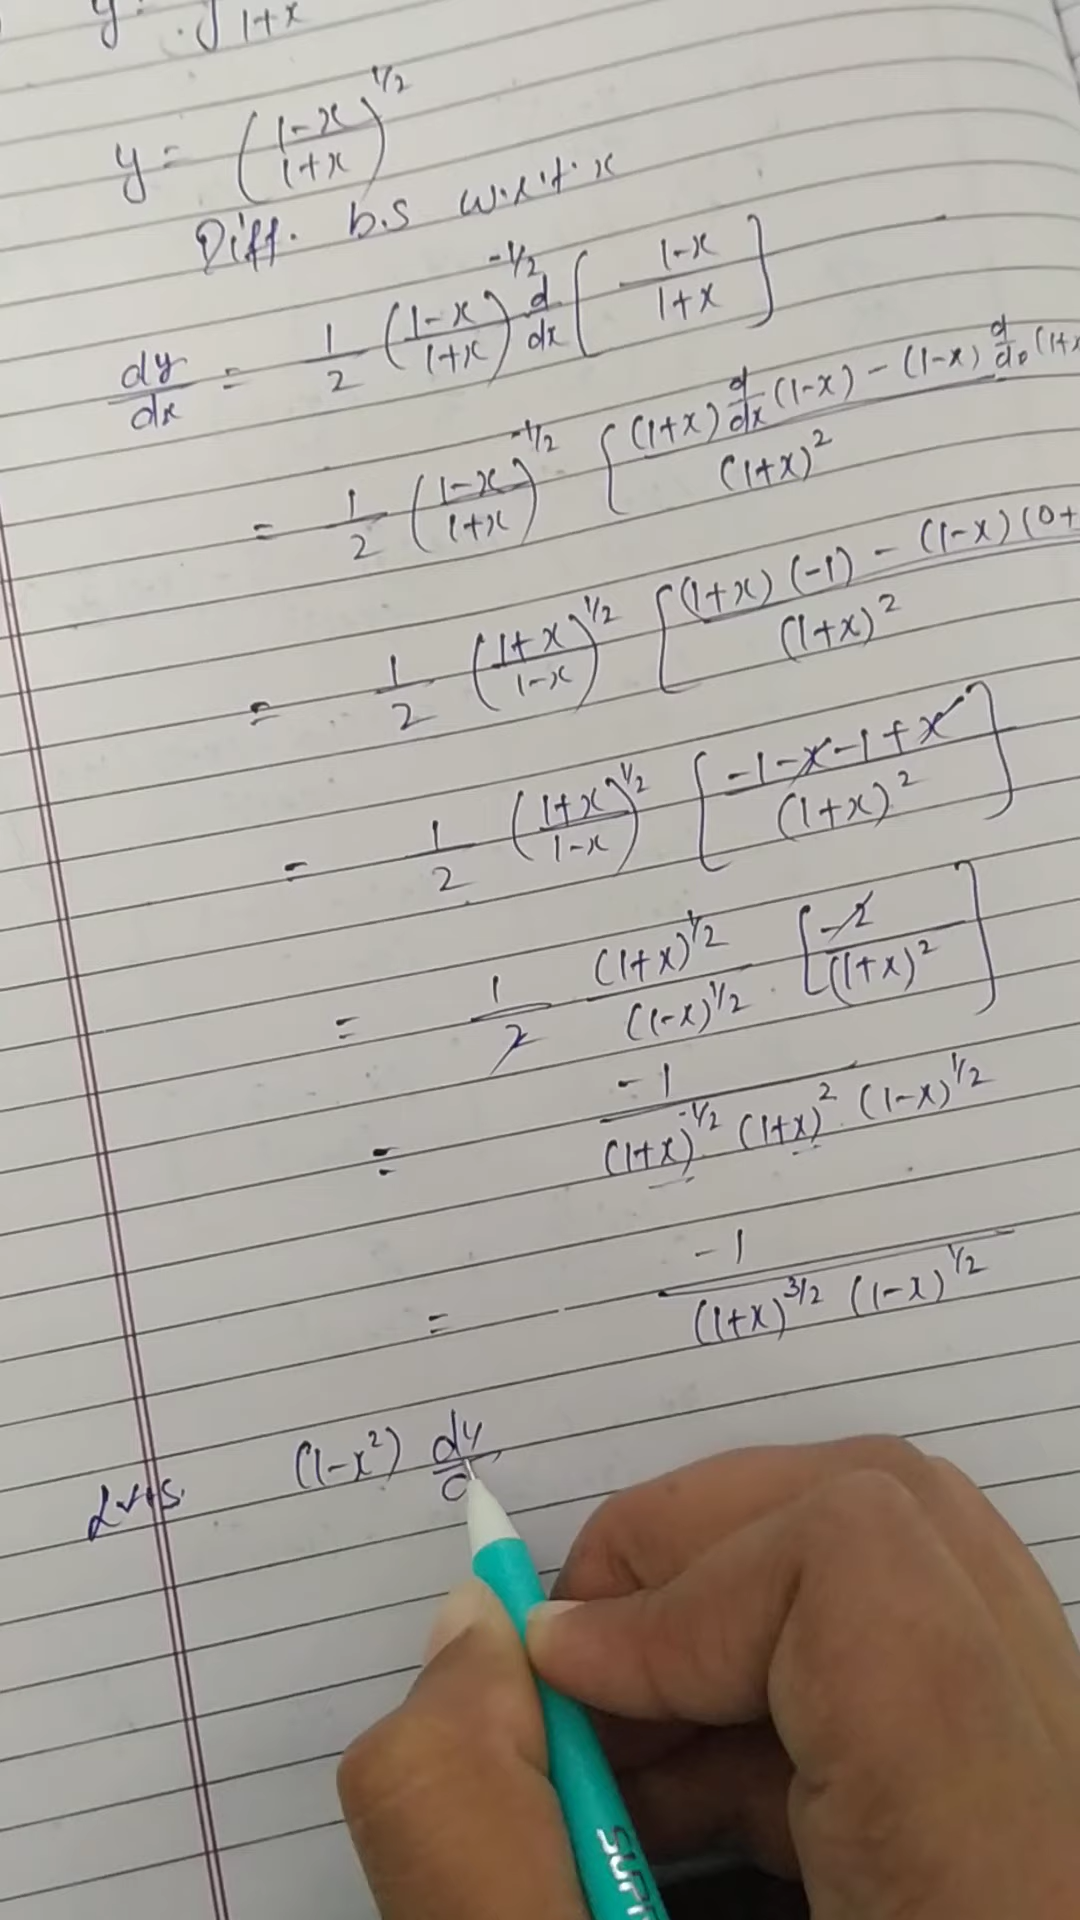 y = √ 1+x
y = ((1-x)/(1+x))^1/2
Diff. b.s w.r.t x
dy/dx = 1/2 ((1-x)/(1+x))^-1/2 d/dx [(1-x)/(1+x)]
= 1/2 ((1-x)/(1+x))^-1/2 [((1+x) d/dx (1-x) - (1-x) d/dx (1+x / (1+x)^2
= 1/2 ((1+x)/(1-x))^1/2 [((1+x)(-1) - (1-x)(0+ / (1+x)^2
= 1/2 ((1+x)/(1-x))^1/2 [(-1-x-1+x)/(1+x)^2]
= 1/2 (1+x)^1/2/(1-x)^1/2 . [-2/(1+x)^2]
= -1/((1+x)^-1/2 (1+x)^2 . (1-x)^1/2)
= -1/((1+x)^3/2 (1-x)^1/2)
L.H.S. (1-x^2) dy/d
SUPR